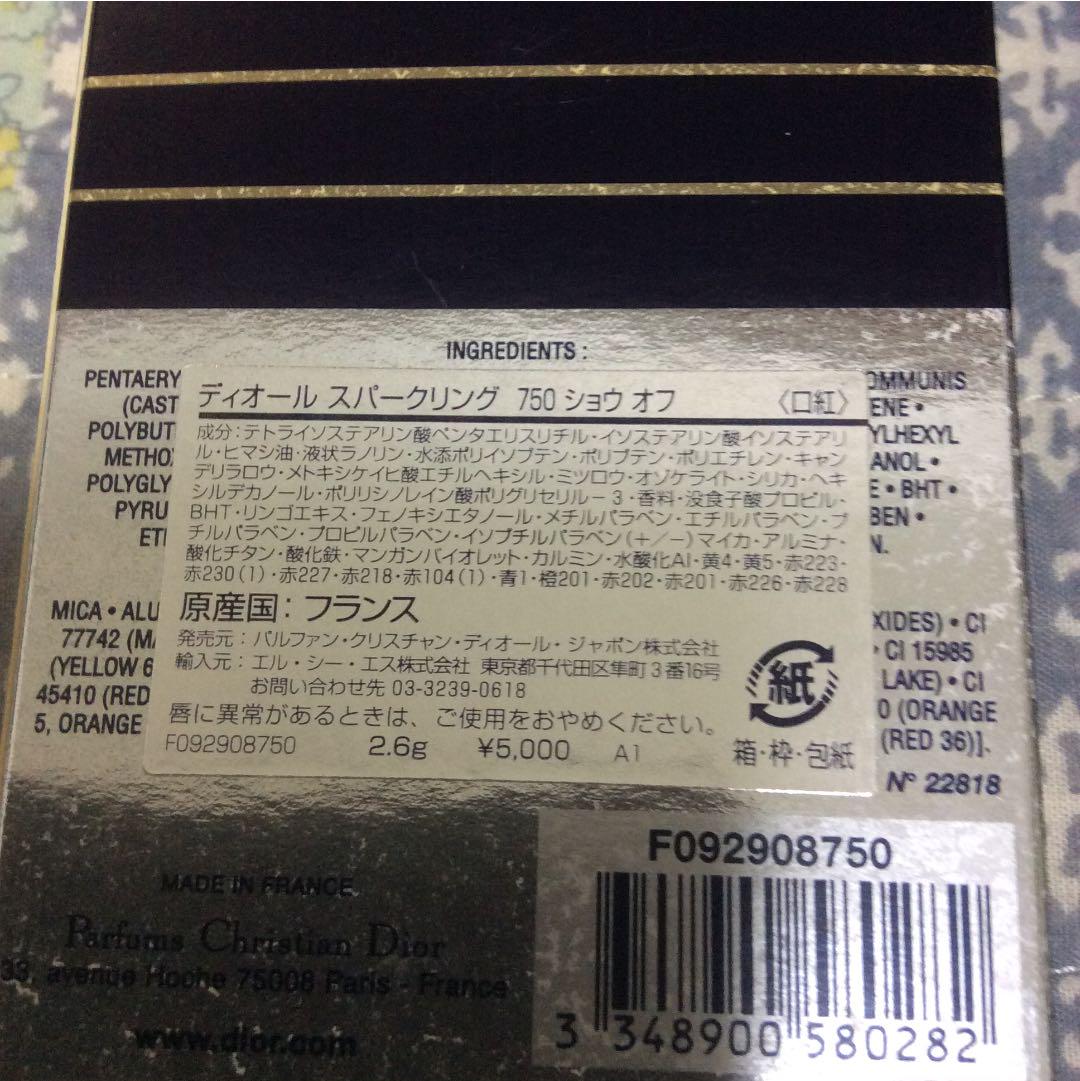 INGREDIENTS :
PENTAERY
(CAST
POLYBUT
METHO
POLYGLY
PYRU
ET
OMMUNIS
ENE •
YLHEXYL
ANOL •
E • BHT •
BEN •
N.
ディオール スパークリング 750 ショウ オフ 〈口紅〉
成分：テトライソステアリン酸ペンタエリスリチル・イソステアリン酸イソステアリ
ル・ヒマシ油・液状ラノリン・水添ポリイソブテン・ポリブテン・ポリエチレン・キャン
デリラロウ・メトキシケイヒ酸エチルヘキシル・ミツロウ・オゾケライト・シリカ・ヘキ
シルデカノール・ポリリシノレイン酸ポリグリセリル－3・香料・没食子酸プロピル・
BHT・リンゴエキス・フェノキシエタノール・メチルパラベン・エチルパラベン・ブ
チルパラベン・プロピルパラベン・イソブチルパラベン(+/−)マイカ・アルミナ・
酸化チタン・酸化鉄・マンガンバイオレット・カルミン・水酸化Al・黄4・黄5・赤223・
赤230(1)・赤227・赤218・赤104(1)・青1・橙201・赤202・赤201・赤226・赤228
原産国：フランス
発売元：パルファン・クリスチャン・ディオール・ジャポン株式会社
輸入元：エル・シー・エス株式会社 東京都千代田区隼町3番16号
お問い合わせ先 03-3239-0618
唇に異常があるときは、ご使用をおやめください。
F092908750 2.6g ¥5,000 A1
紙
箱・枠・包紙
MICA • ALU
77742 (MA
(YELLOW 6
45410 (RED
5, ORANGE
XIDES) • CI
• CI 15985
LAKE) • CI
0 (ORANGE
(RED 36)].
N° 22818
F092908750
3 348900 580282
MADE IN FRANCE
Parfums Christian Dior
33, avenue Hoche 75008 Paris - France
www.dior.com